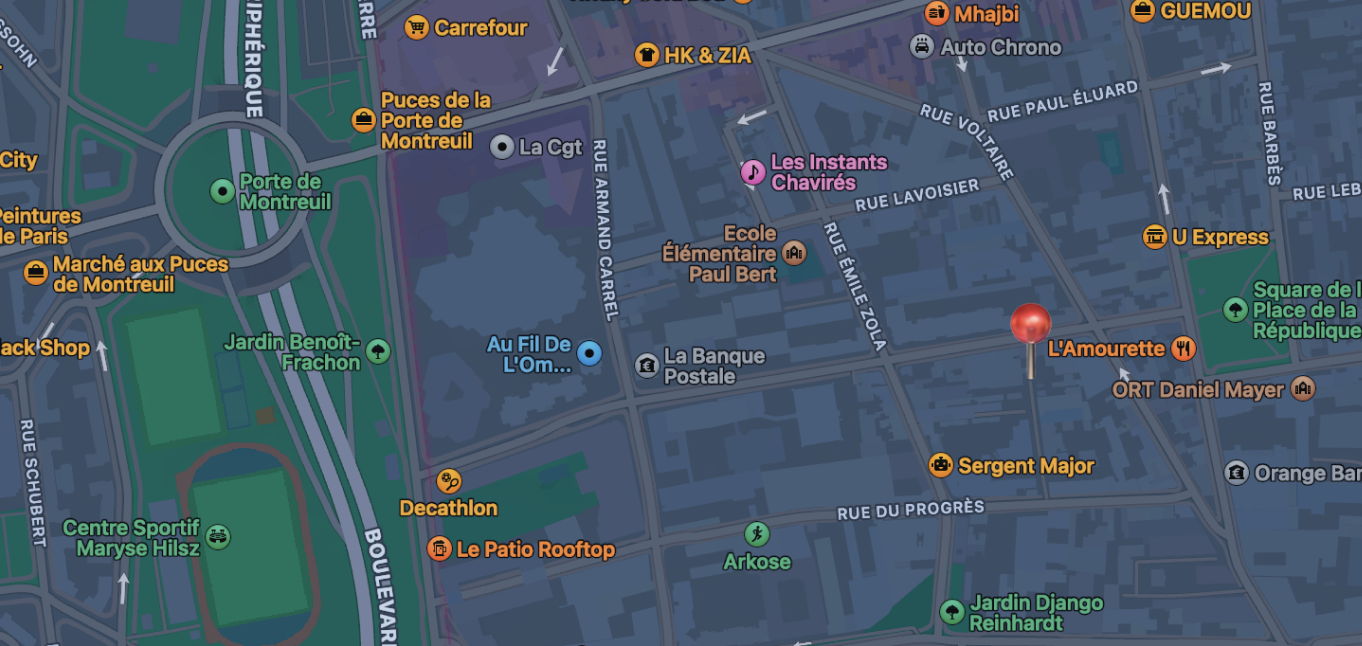 Carrefour
Mhajbi
GUEMOU
HK & ZIA
Auto Chrono
PÉRIPHÉRIQUE
Puces de la
Porte de
Montreuil
La Cgt
RUE ARMAND CARREL
RUE VOLTAIRE
RUE PAUL ÉLUARD
RUE BARBÈS
City
Les Instants
Chavirés
Porte de
Montreuil
RUE LAVOISIER
RUE LEB
Peintures
de Paris
Ecole
Élémentaire
Paul Bert
U Express
Marché aux Puces
de Montreuil
RUE ÉMILE ZOLA
Square de l
Place de la
République
ack Shop
Jardin Benoît-
Frachon
Au Fil De
L'Om...
La Banque
Postale
L'Amourette
ORT Daniel Mayer
RUE SCHUBERT
Sergent Major
Orange Ban
Decathlon
RUE DU PROGRÈS
Centre Sportif
Maryse Hilsz
BOULEVAR
Le Patio Rooftop
Arkose
Jardin Django
Reinhardt